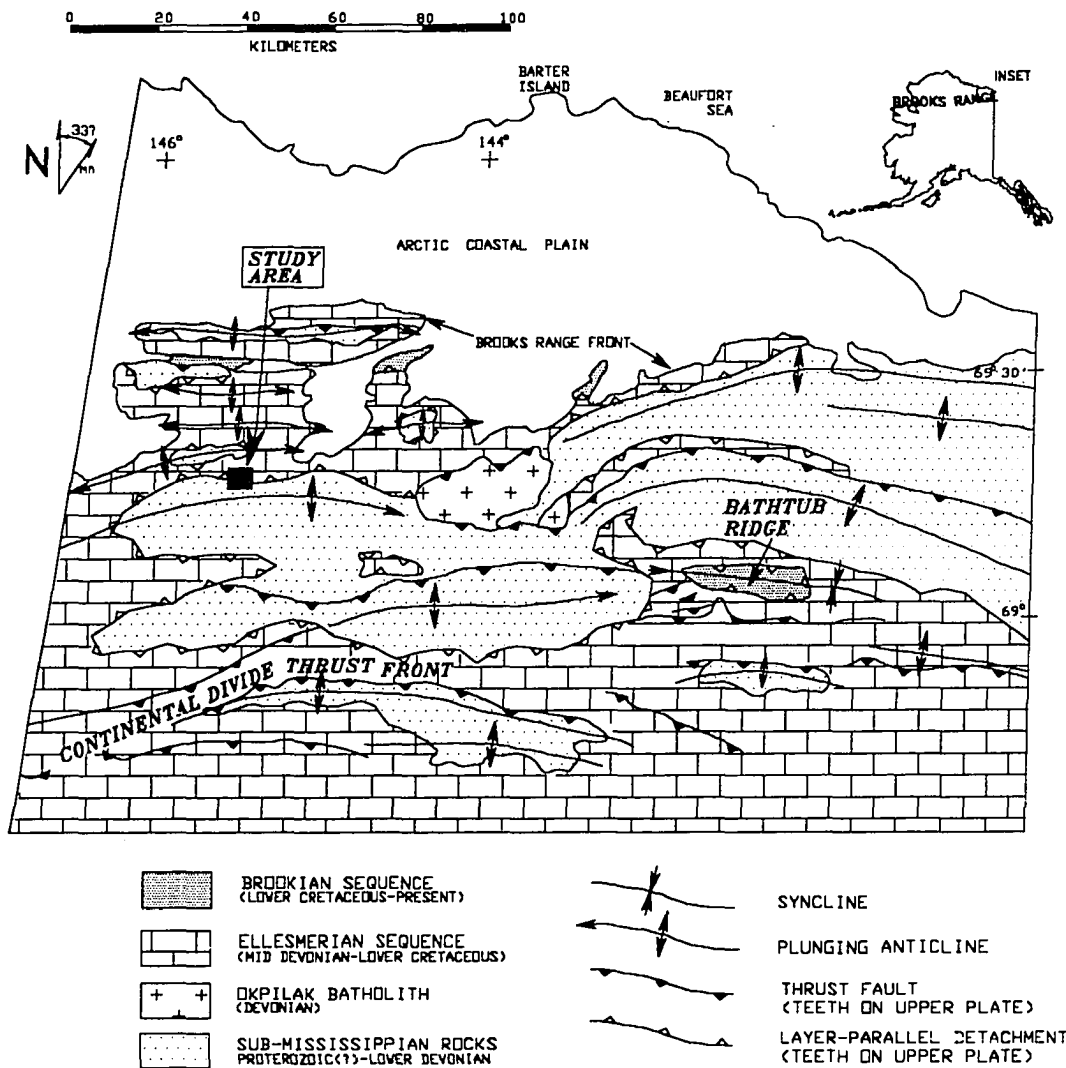 0 20 40 60 80 100
KILOMETERS
BARTER
ISLAND
BEAUFORT
SEA
INSET
BROOKS RANGE
N
33?
MN
146°
144°
ARCTIC COASTAL PLAIN
STUDY
AREA
BROOKS RANGE FRONT
69° 30'
BATHTUB
RIDGE
69°
CONTINENTAL DIVIDE THRUST FRONT
BROOKIAN SEQUENCE
(LOWER CRETACEOUS-PRESENT)
ELLESMERIAN SEQUENCE
(MID DEVONIAN-LOWER CRETACEOUS)
OKPILAK BATHOLITH
(DEVONIAN)
SUB-MISSISSIPPIAN ROCKS
PROTEROZOIC(?)-LOWER DEVONIAN
SYNCLINE
PLUNGING ANTICLINE
THRUST FAULT
(TEETH ON UPPER PLATE)
LAYER-PARALLEL DETACHMENT
(TEETH ON UPPER PLATE)